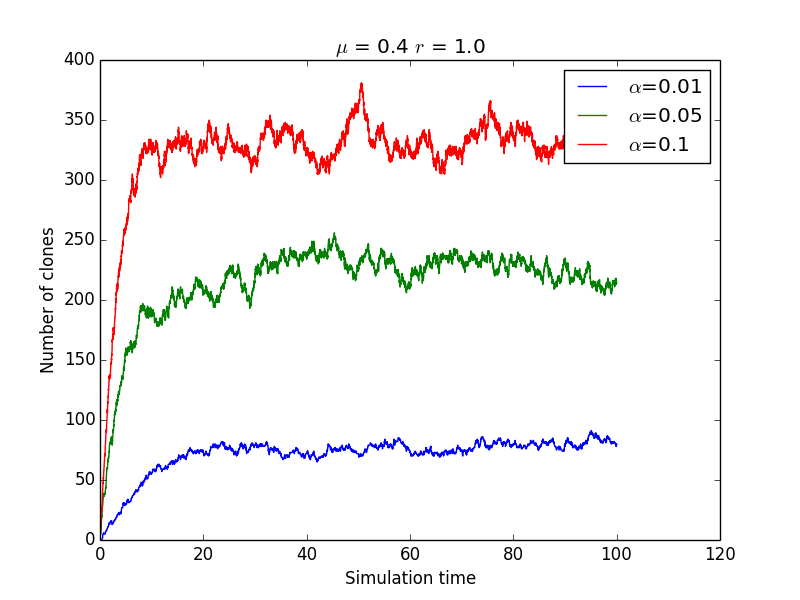 μ = 0.4 r = 1.0
400
350
300
250
200
150
100
50
0
Number of clones
α=0.01
α=0.05
α=0.1
0 20 40 60 80 100 120
Simulation time